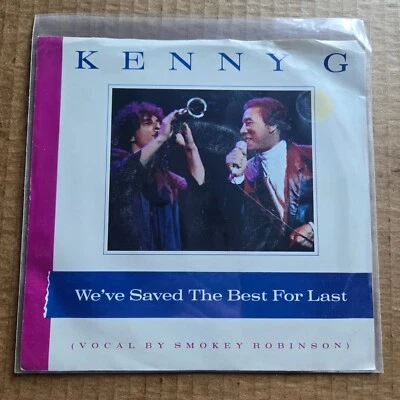 KENNY G
We've Saved The Best For Last
(VOCAL BY SMOKEY ROBINSON)